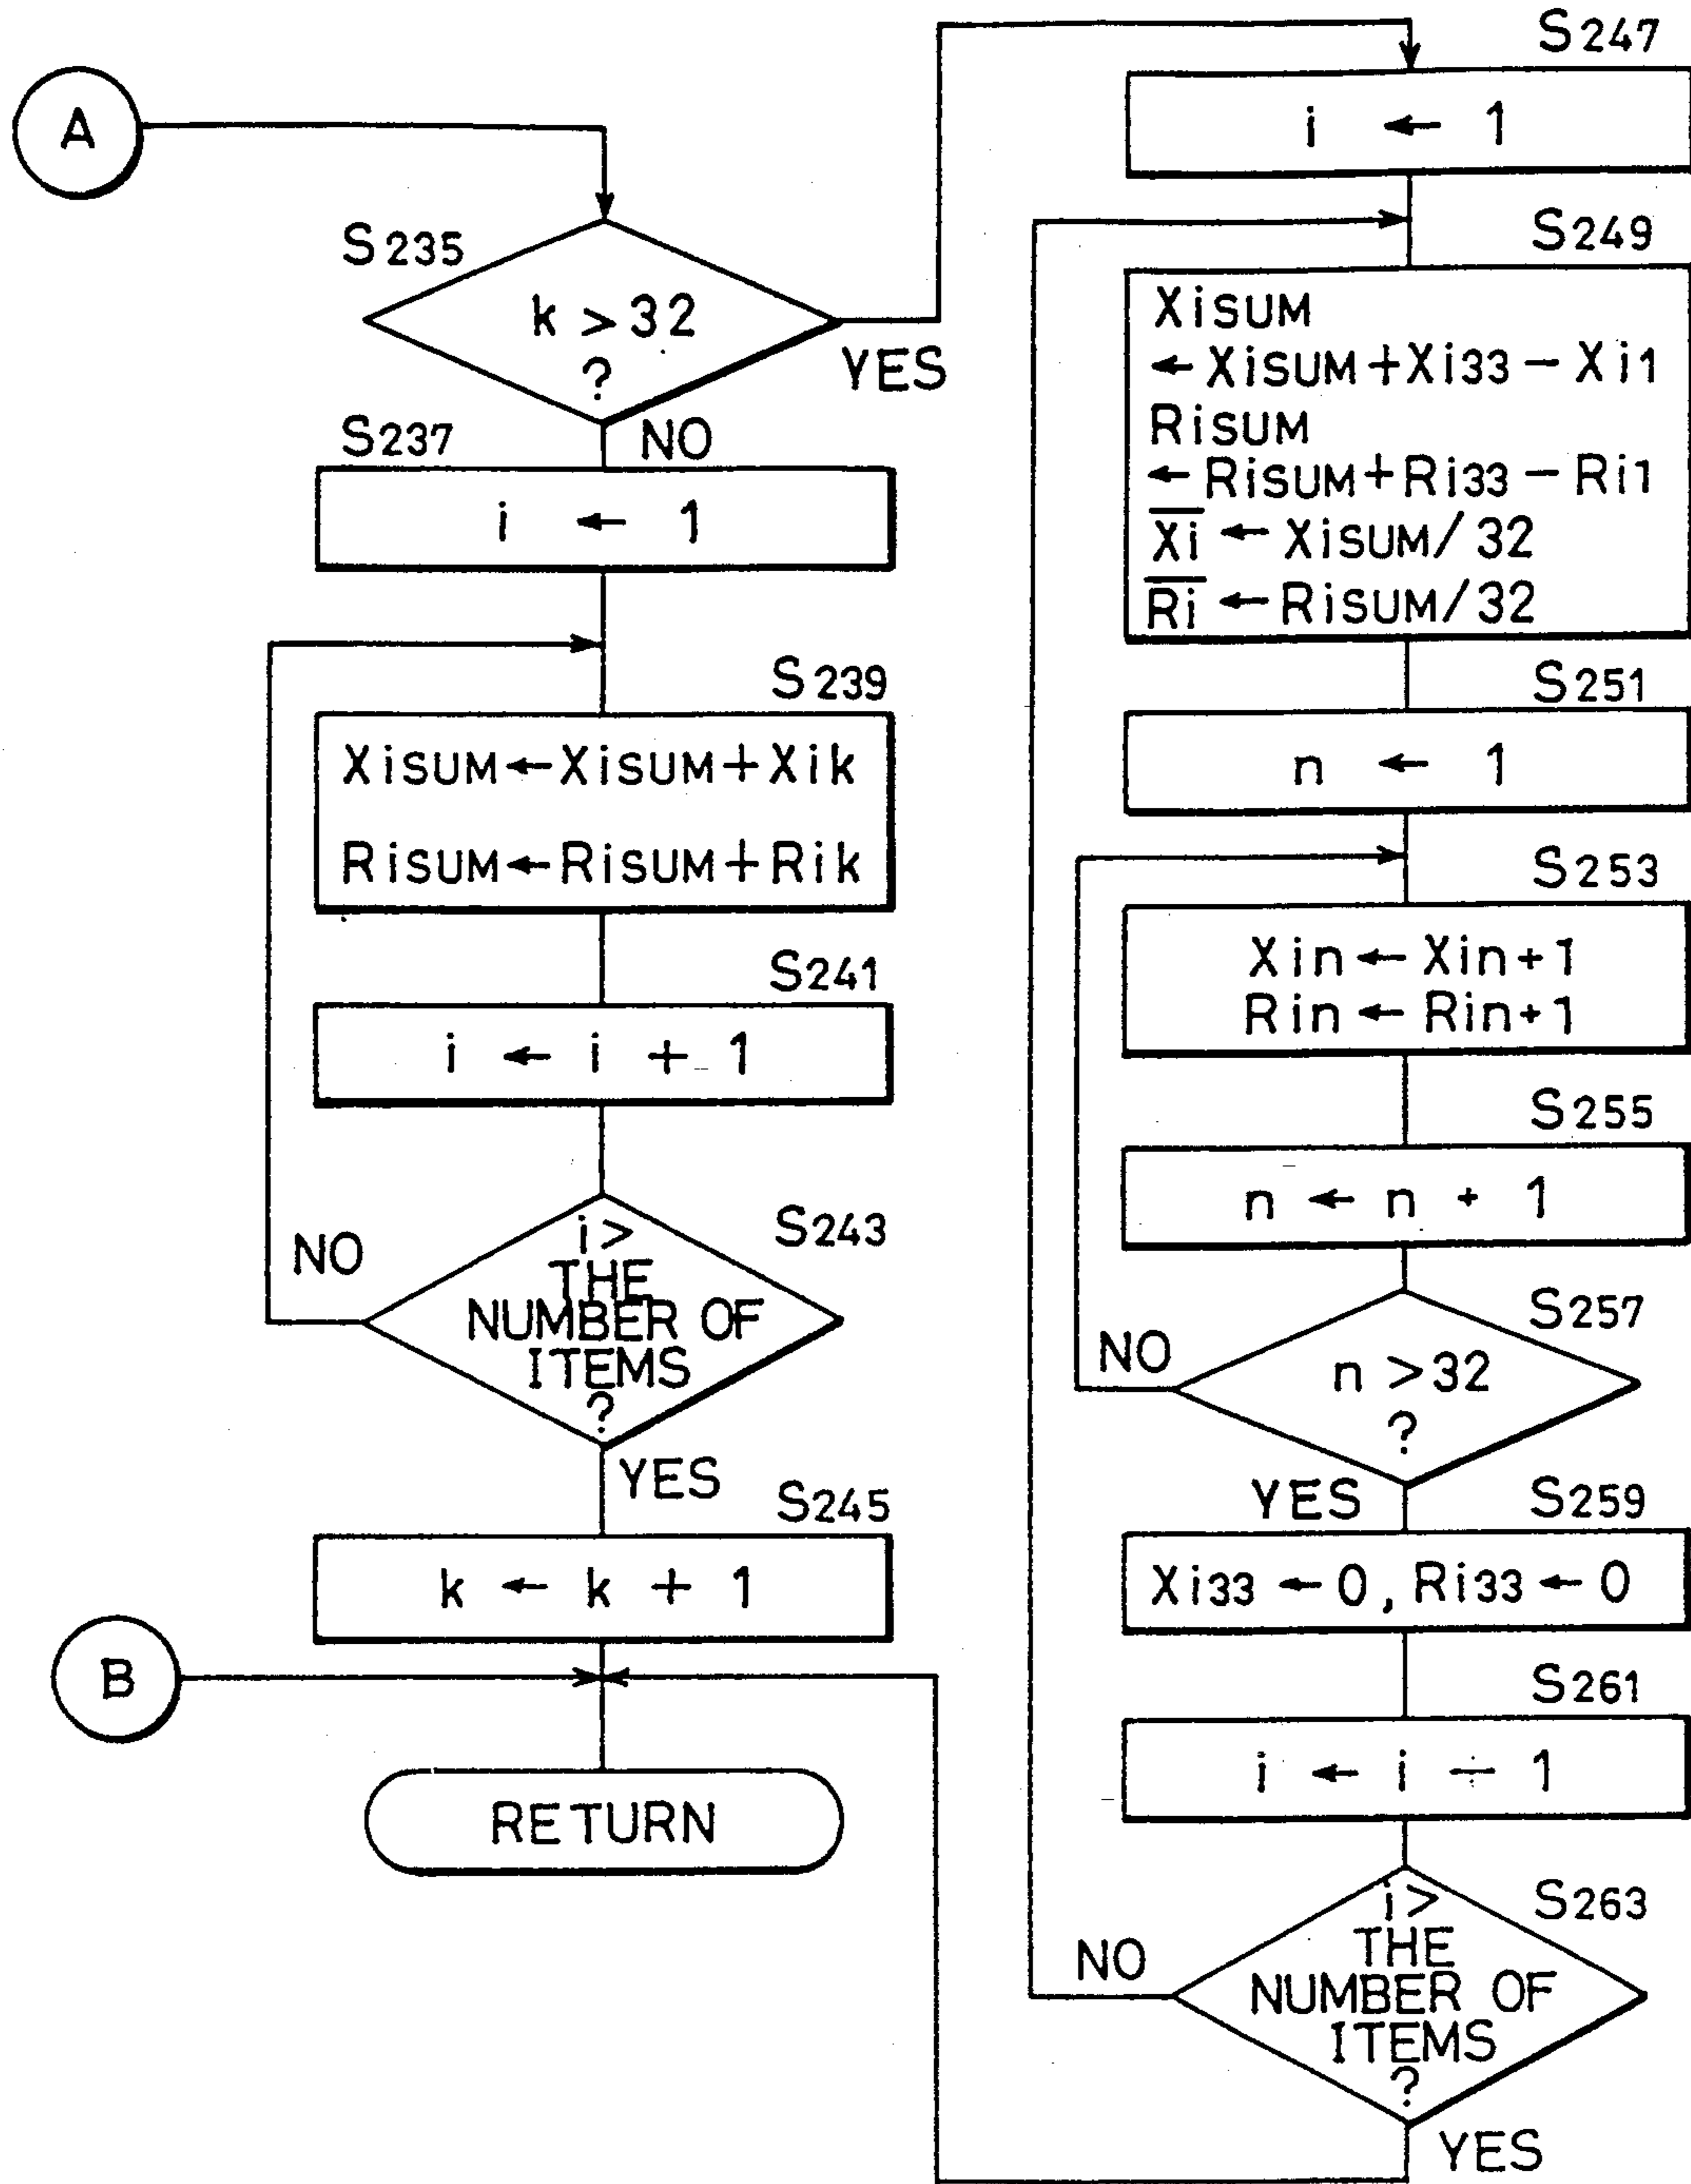 A
S235
k > 32
?
YES
NO
S237
i ← 1
S239
XiSUM ← XiSUM + Xik
RiSUM ← RiSUM + Rik
S241
i ← i + 1
S243
i >
THE
NUMBER OF
ITEMS
?
NO
YES
S245
k ← k + 1
B
RETURN
S247
i ← 1
S249
XiSUM
← XiSUM + Xi33 − Xi1
RiSUM
← RiSUM + Ri33 − Ri1
X̅i̅ ← XiSUM / 32
R̅i̅ ← RiSUM / 32
S251
n ← 1
S253
Xin ← Xin+1
Rin ← Rin+1
S255
n ← n + 1
S257
n > 32
?
NO
YES
S259
Xi33 ← 0, Ri33 ← 0
S261
i ← i ÷ 1
S263
i >
THE
NUMBER OF
ITEMS
?
NO
YES